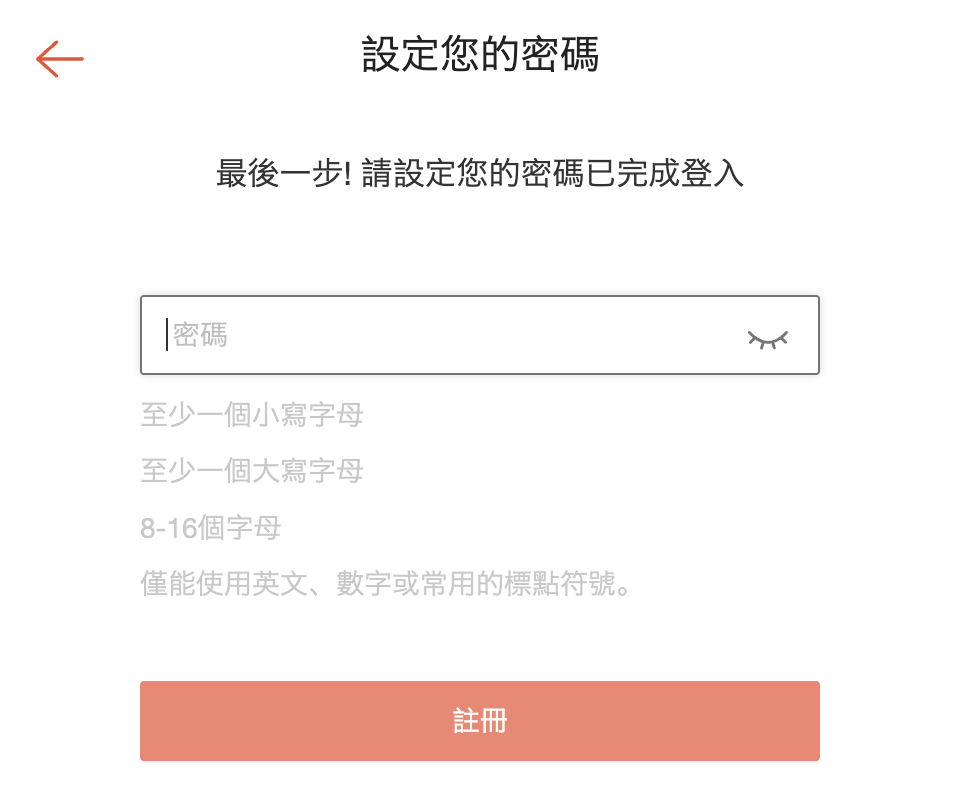 設定您的密碼
最後一步! 請設定您的密碼已完成登入
密碼
至少一個小寫字母
至少一個大寫字母
8-16個字母
僅能使用英文、數字或常用的標點符號。
註冊